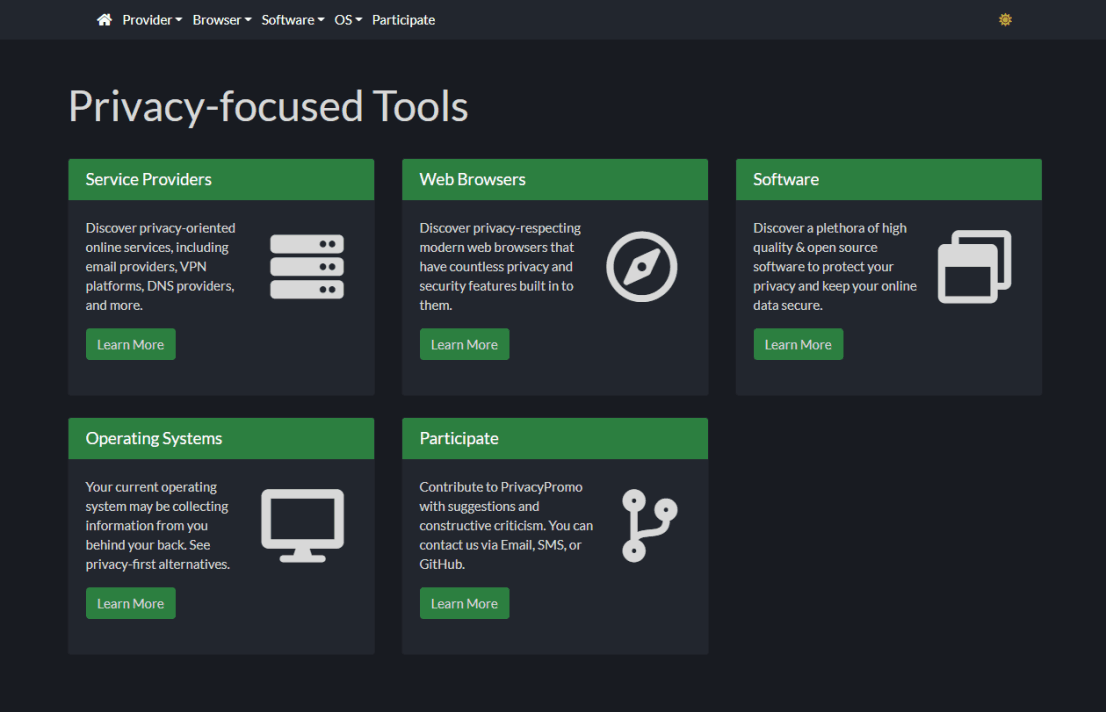 Provider Browser Software OS Participate
Privacy-focused Tools
Service Providers
Discover privacy-oriented
online services, including
email providers, VPN
platforms, DNS providers,
and more.
Learn More
Web Browsers
Discover privacy-respecting
modern web browsers that
have countless privacy and
security features built in to
them.
Learn More
Software
Discover a plethora of high
quality & open source
software to protect your
privacy and keep your online
data secure.
Learn More
Operating Systems
Your current operating
system may be collecting
information from you
behind your back. See
privacy-first alternatives.
Learn More
Participate
Contribute to PrivacyPromo
with suggestions and
constructive criticism. You can
contact us via Email, SMS, or
GitHub.
Learn More